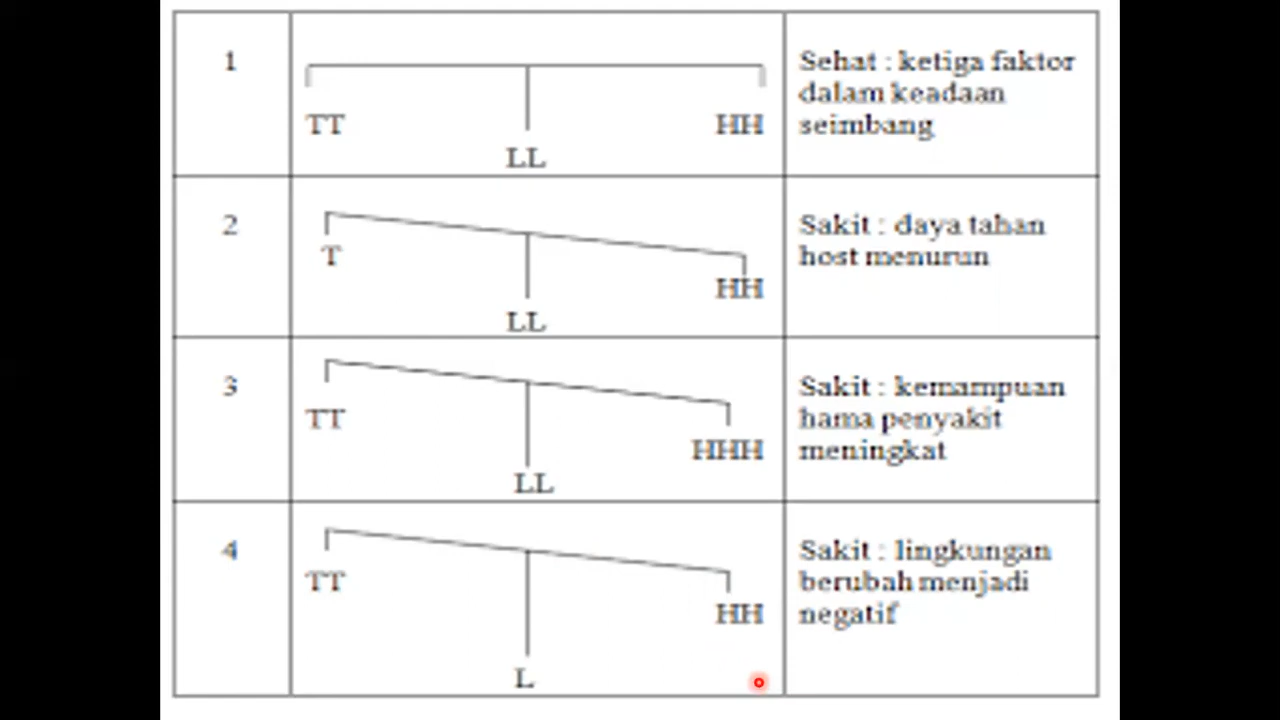 1
TT
HH
LL
Sehat : ketiga faktor
dalam keadaan
seimbang
2
T
HH
LL
Sakit : daya tahan
host menurun
3
TT
HHH
LL
Sakit : kemampuan
hama penyakit
meningkat
4
TT
HH
L
Sakit : lingkungan
berubah menjadi
negatif